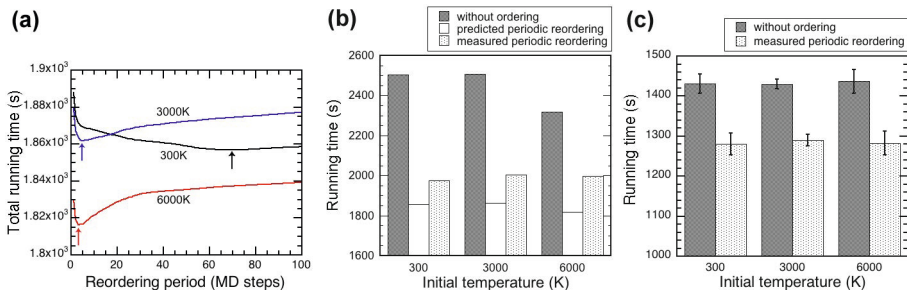 (a)
1.9x10³
1.88x10³
1.86x10³
1.84x10³
1.82x10³
1.8x10³
Total running time (s)
3000K
300K
6000K
0
20
40
60
80
100
Reordering period (MD steps)
(b)
without ordering
predicted periodic reordering
measured periodic reordering
2600
2400
2200
2000
1800
1600
Running time (s)
300
3000
6000
Initial temperature (K)
(c)
without ordering
measured periodic reordering
1500
1400
1300
1200
1100
1000
Running time (s)
300
3000
6000
Initial temperature (K)